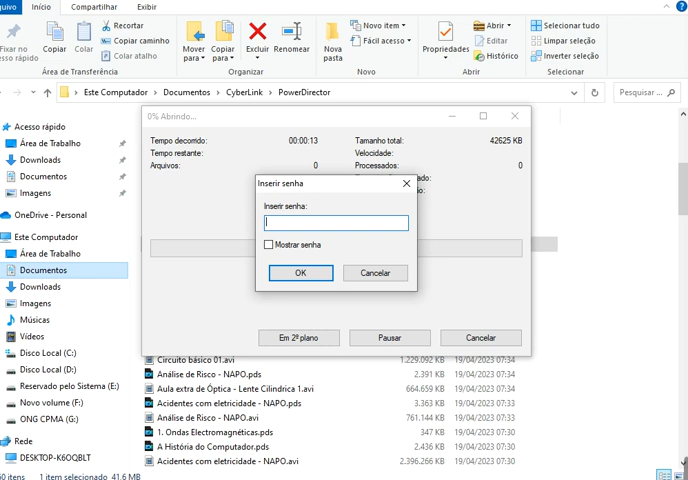 quivo Início Compartilhar Exibir
Fixar no
esso rápido
Copiar
Colar
Recortar
Copiar caminho
Colar atalho
Área de Transferência
Mover
para
Copiar
para
Excluir
Renomear
Nova
pasta
Novo item
Fácil acesso
Novo
Propriedades
Abrir
Editar
Histórico
Abrir
Selecionar tudo
Limpar seleção
Inverter seleção
Selecionar
Este Computador > Documentos > CyberLink > PowerDirector
Pesquisar ...
Acesso rápido
Área de Trabalho
Downloads
Documentos
Imagens
OneDrive - Personal
Este Computador
Área de Trabalho
Documentos
Downloads
Imagens
Músicas
Vídeos
Disco Local (C:)
Disco Local (D:)
Reservado pelo Sistema (E:)
Novo volume (F:)
ONG CPMA (G:)
Rede
DESKTOP-K6OQBLT
0% Abrindo...
Tempo decorrido: 00:00:13 Tamanho total: 42625 KB
Tempo restante: Velocidade:
Arquivos: 0 Processados: 0
Inserir senha
Inserir senha:
Mostrar senha
OK Cancelar
Em 2º plano Pausar Cancelar
Circuito básico 01.avi 1.229.092 KB 19/04/2023 07:34
Análise de Risco - NAPO.pds 2.391 KB 19/04/2023 07:34
Aula extra de Óptica - Lente Cilindrica 1.avi 664.659 KB 19/04/2023 07:34
Acidentes com eletricidade - NAPO.pds 3.363 KB 19/04/2023 07:33
Análise de Risco - NAPO.avi 761.144 KB 19/04/2023 07:33
1. Ondas Electromagnéticas.pds 347 KB 19/04/2023 07:30
A História do Computador.pds 2.436 KB 19/04/2023 07:30
Acidentes com eletricidade - NAPO.avi 2.396.266 KB 19/04/2023 07:30
0 itens 1 item selecionado 41.6 MB